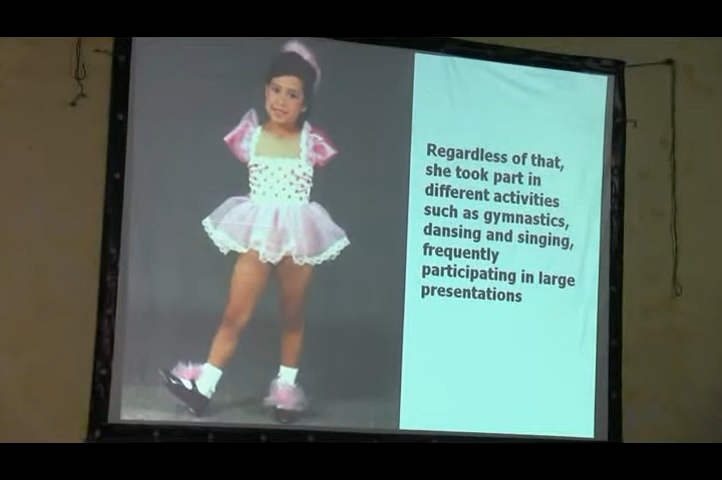 Regardless of that,
she took part in
different activities
such as gymnastics,
dansing and singing,
frequently
participating in large
presentations